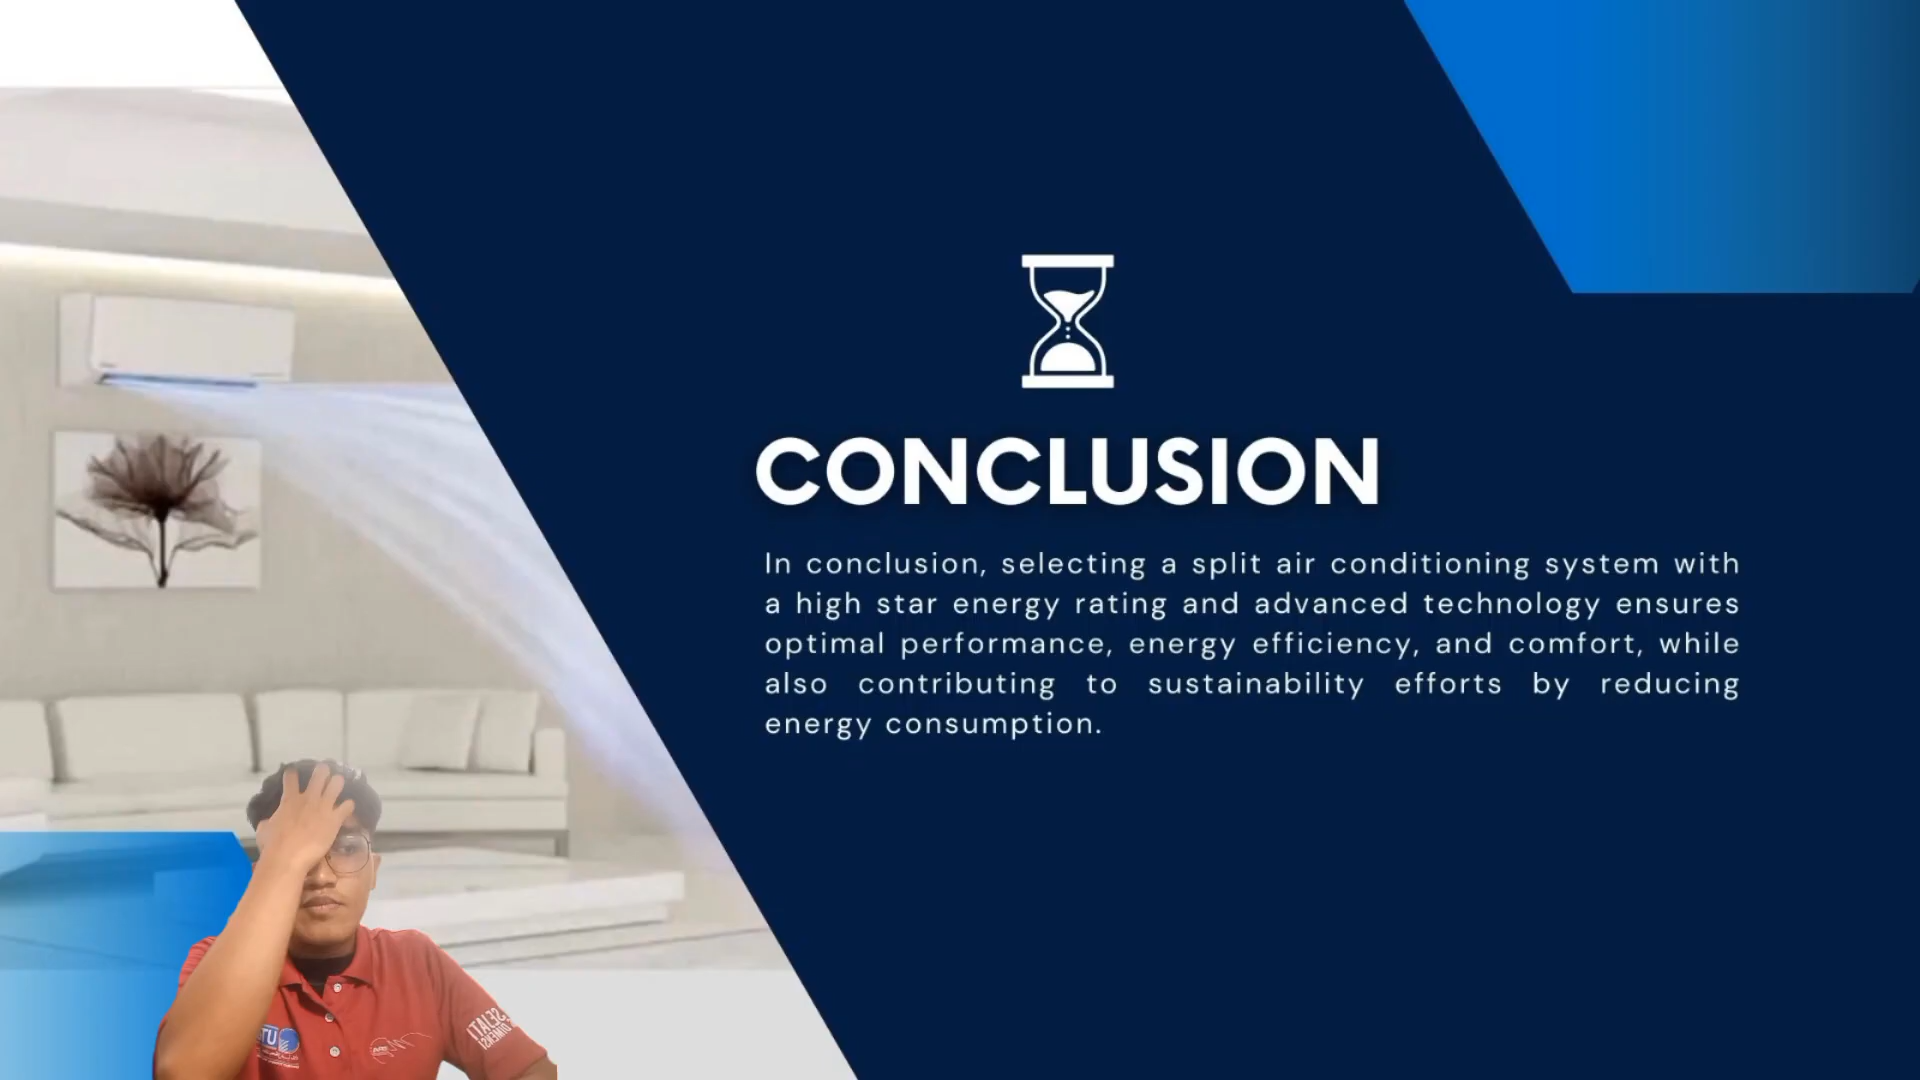 CONCLUSION
In conclusion, selecting a split air conditioning system with
a high star energy rating and advanced technology ensures
optimal performance, energy efficiency, and comfort, while
also contributing to sustainability efforts by reducing
energy consumption.